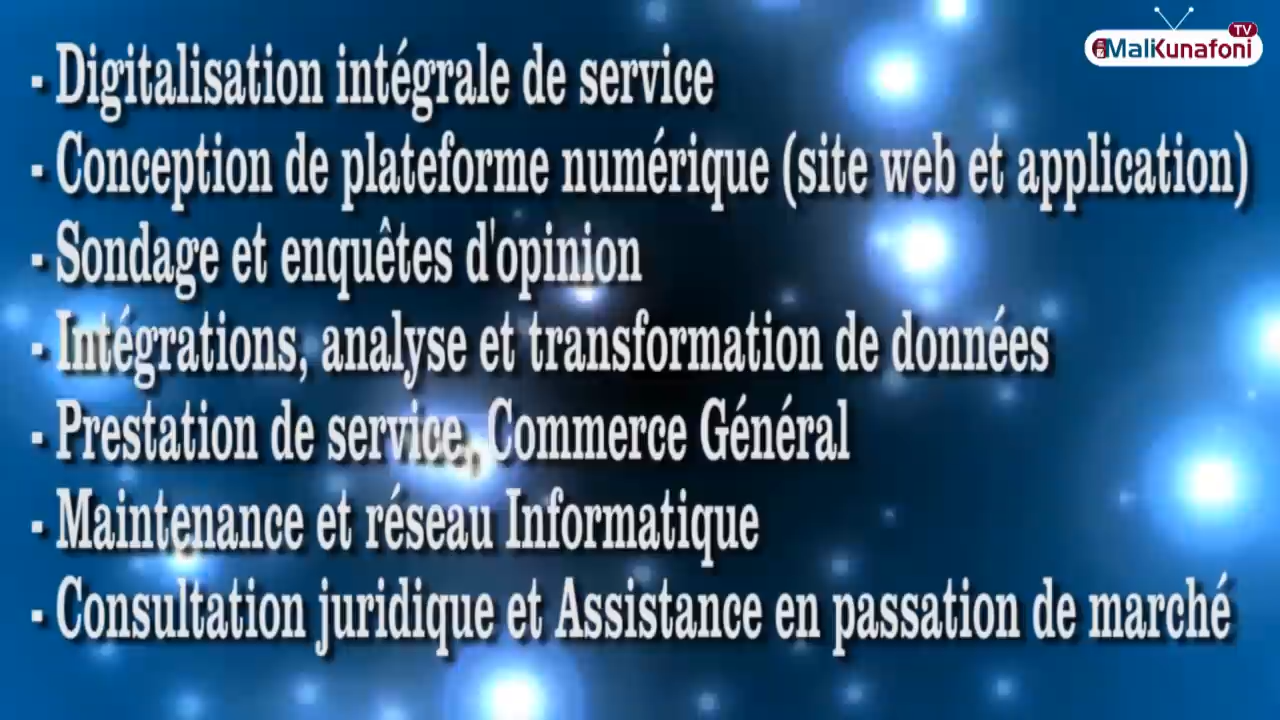 TV
MaliKunafoni
- Digitalisation intégrale de service
- Conception de plateforme numérique (site web et application)
- Sondage et enquêtes d'opinion
- Intégrations, analyse et transformation de données
- Prestation de service, Commerce Général
- Maintenance et réseau Informatique
- Consultation juridique et Assistance en passation de marché